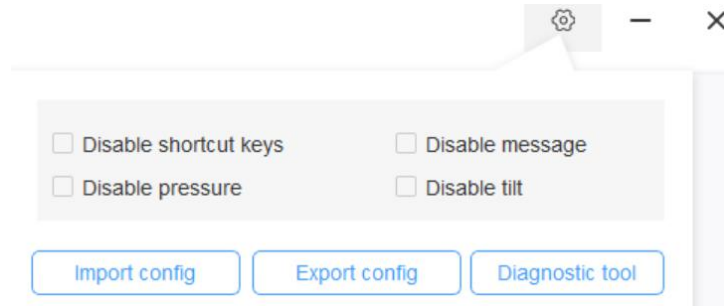 Disable shortcut keys Disable message
Disable pressure Disable tilt
Import config Export config Diagnostic tool